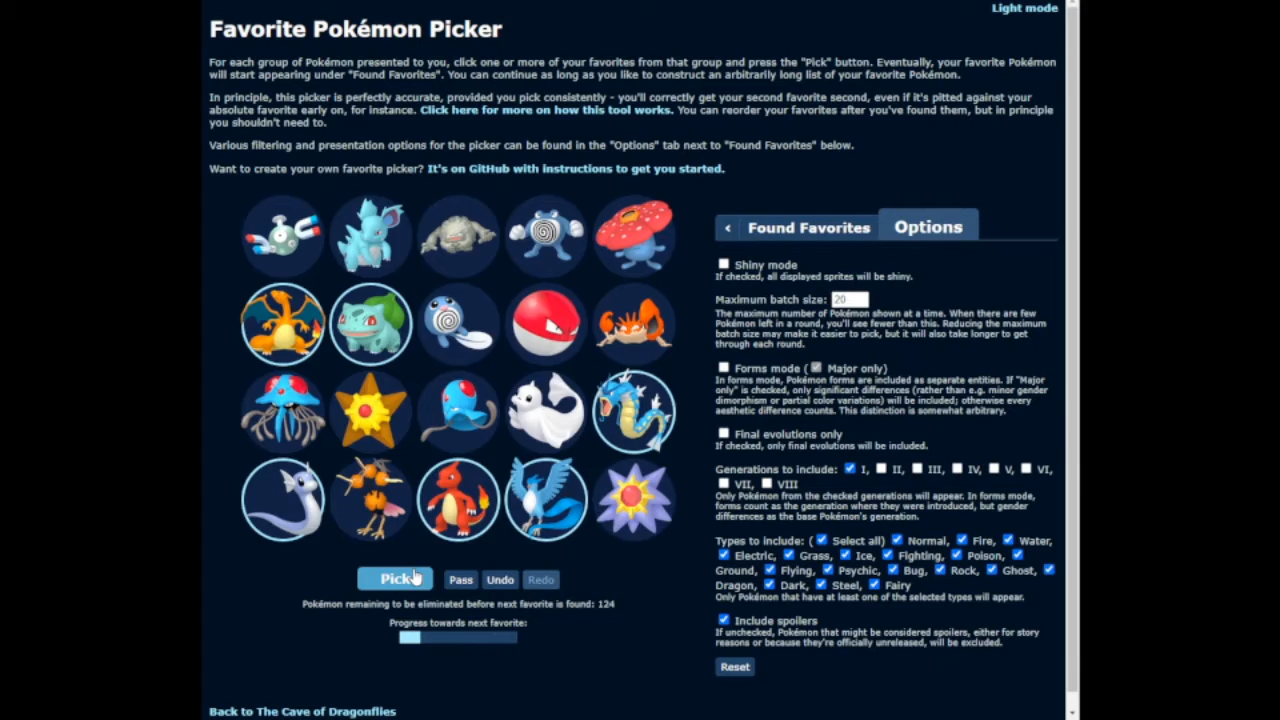 Light mode
Favorite Pokémon Picker
For each group of Pokémon presented to you, click one or more of your favorites from that group and press the "Pick" button. Eventually, your favorite Pokémon
will start appearing under "Found Favorites". You can continue as long as you like to construct an arbitrarily long list of your favorite Pokémon.
In principle, this picker is perfectly accurate, provided you pick consistently - you'll correctly get your second favorite second, even if it's pitted against your
absolute favorite early on, for instance. Click here for more on how this tool works. You can reorder your favorites after you've found them, but in principle
you shouldn't need to.
Various filtering and presentation options for the picker can be found in the "Options" tab next to "Found Favorites" below.
Want to create your own favorite picker? It's on GitHub with instructions to get you started.
Pick
Pass
Undo
Redo
Pokémon remaining to be eliminated before next favorite is found: 124
Progress towards next favorite:
Back to The Cave of Dragonflies
‹ Found Favorites Options
Shiny mode
If checked, all displayed sprites will be shiny.
Maximum batch size: 20
The maximum number of Pokémon shown at a time. When there are few
Pokémon left in a round, you'll see fewer than this. Reducing the maximum
batch size may make it easier to pick, but it will also take longer to get
through each round.
Forms mode ( Major only)
In forms mode, Pokémon forms are included as separate entities. If "Major
only" is checked, only significant differences (rather than e.g. minor gender
dimorphism or partial color variations) will be included; otherwise every
aesthetic difference counts. This distinction is somewhat arbitrary.
Final evolutions only
If checked, only final evolutions will be included.
Generations to include: I, II, III, IV, V, VI,
VII, VIII
Only Pokémon from the checked generations will appear. In forms mode,
forms count as the generation where they were introduced, but gender
differences as the base Pokémon's generation.
Types to include: ( Select all) Normal, Fire, Water,
Electric, Grass, Ice, Fighting, Poison,
Ground, Flying, Psychic, Bug, Rock, Ghost,
Dragon, Dark, Steel, Fairy
Only Pokémon that have at least one of the selected types will appear.
Include spoilers
If unchecked, Pokémon that might be considered spoilers, either for story
reasons or because they're officially unreleased, will be excluded.
Reset